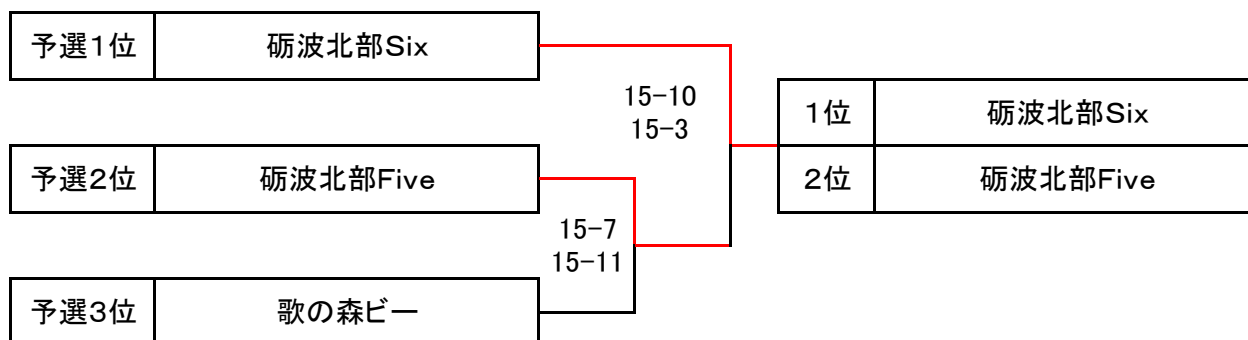 予選１位 砺波北部Six
15-10
15-3
１位 砺波北部Six
予選２位 砺波北部Five
２位 砺波北部Five
15-7
15-11
予選３位 歌の森ビー